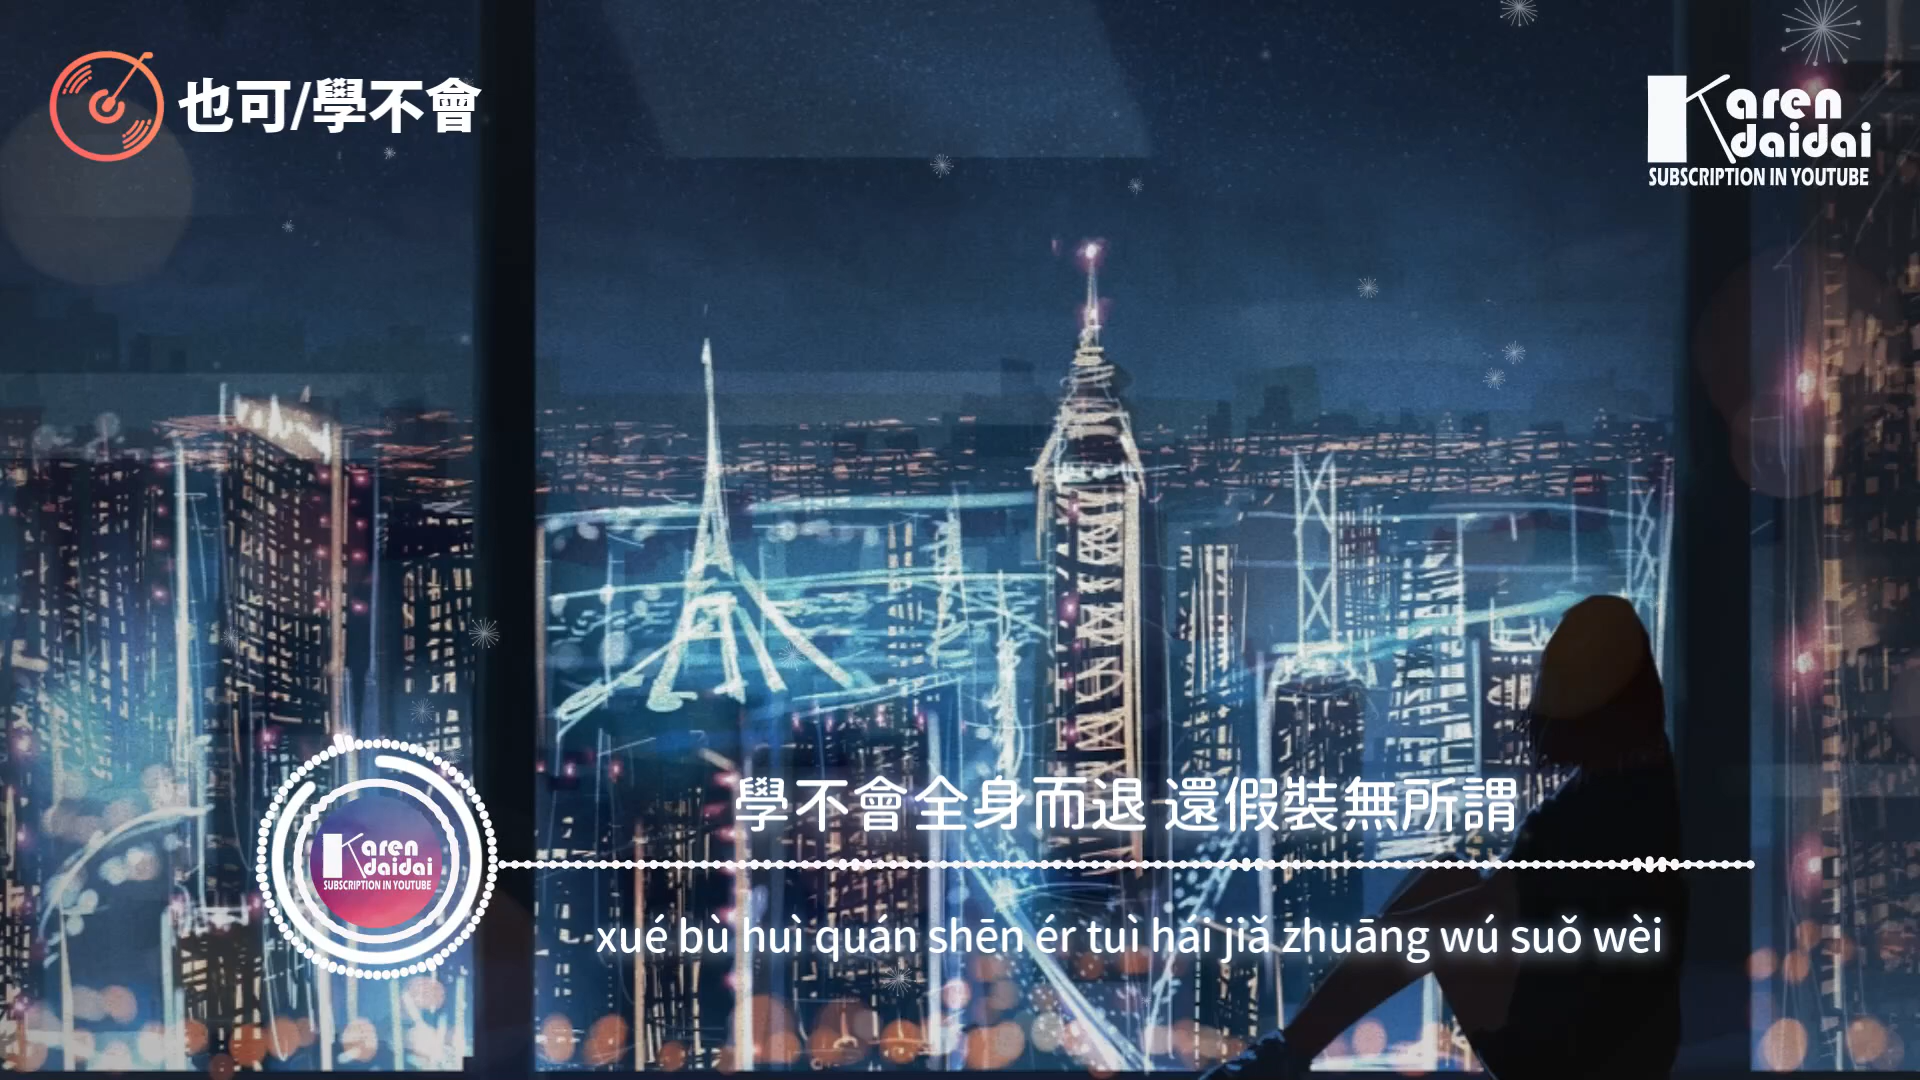 也可/學不會
Karen
daidai
SUBSCRIPTION IN YOUTUBE
學不會全身而退 還假裝無所謂
Karen
daidai
SUBSCRIPTION IN YOUTUBE
xué bù huì quán shēn ér tuì hái jiǎ zhuāng wú suǒ wèi